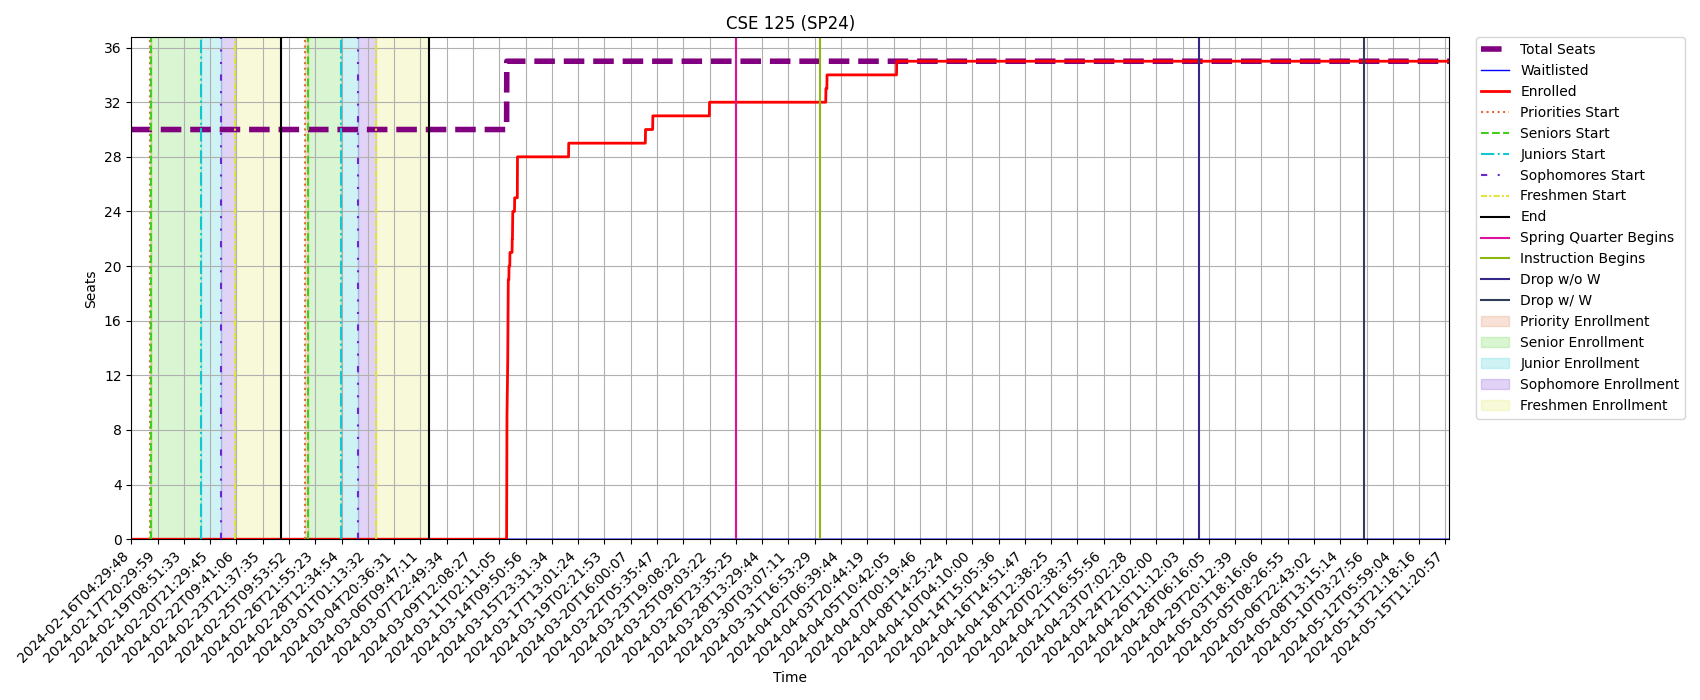 CSE 125 (SP24)
Seats
36
32
28
24
20
16
12
8
4
0
2024-02-16T04:29:48
2024-02-17T20:29:59
2024-02-19T08:51:33
2024-02-20T21:29:45
2024-02-22T09:41:06
2024-02-23T21:37:35
2024-02-25T09:53:52
2024-02-26T21:55:23
2024-02-28T12:34:54
2024-03-01T01:13:32
2024-03-04T20:36:31
2024-03-06T09:47:11
2024-03-07T22:49:34
2024-03-09T12:08:27
2024-03-11T02:11:05
2024-03-14T09:50:56
2024-03-15T23:31:34
2024-03-17T13:01:24
2024-03-19T02:21:53
2024-03-20T16:00:07
2024-03-22T05:35:47
2024-03-23T19:08:22
2024-03-25T09:03:22
2024-03-26T23:35:25
2024-03-28T13:29:44
2024-03-30T03:07:11
2024-03-31T16:53:29
2024-04-02T06:39:44
2024-04-03T20:44:19
2024-04-05T10:42:05
2024-04-07T00:19:46
2024-04-08T14:25:24
2024-04-10T04:10:00
2024-04-14T15:05:36
2024-04-16T14:51:47
2024-04-18T12:38:25
2024-04-20T02:38:37
2024-04-21T16:55:56
2024-04-23T07:02:28
2024-04-24T21:02:00
2024-04-26T11:12:03
2024-04-28T06:16:05
2024-04-29T20:12:39
2024-05-03T18:16:06
2024-05-05T08:26:55
2024-05-06T22:43:02
2024-05-08T13:15:14
2024-05-10T03:27:56
2024-05-12T05:59:04
2024-05-13T21:18:16
2024-05-15T11:20:57
Time
Total Seats
Waitlisted
Enrolled
Priorities Start
Seniors Start
Juniors Start
Sophomores Start
Freshmen Start
End
Spring Quarter Begins
Instruction Begins
Drop w/o W
Drop w/ W
Priority Enrollment
Senior Enrollment
Junior Enrollment
Sophomore Enrollment
Freshmen Enrollment